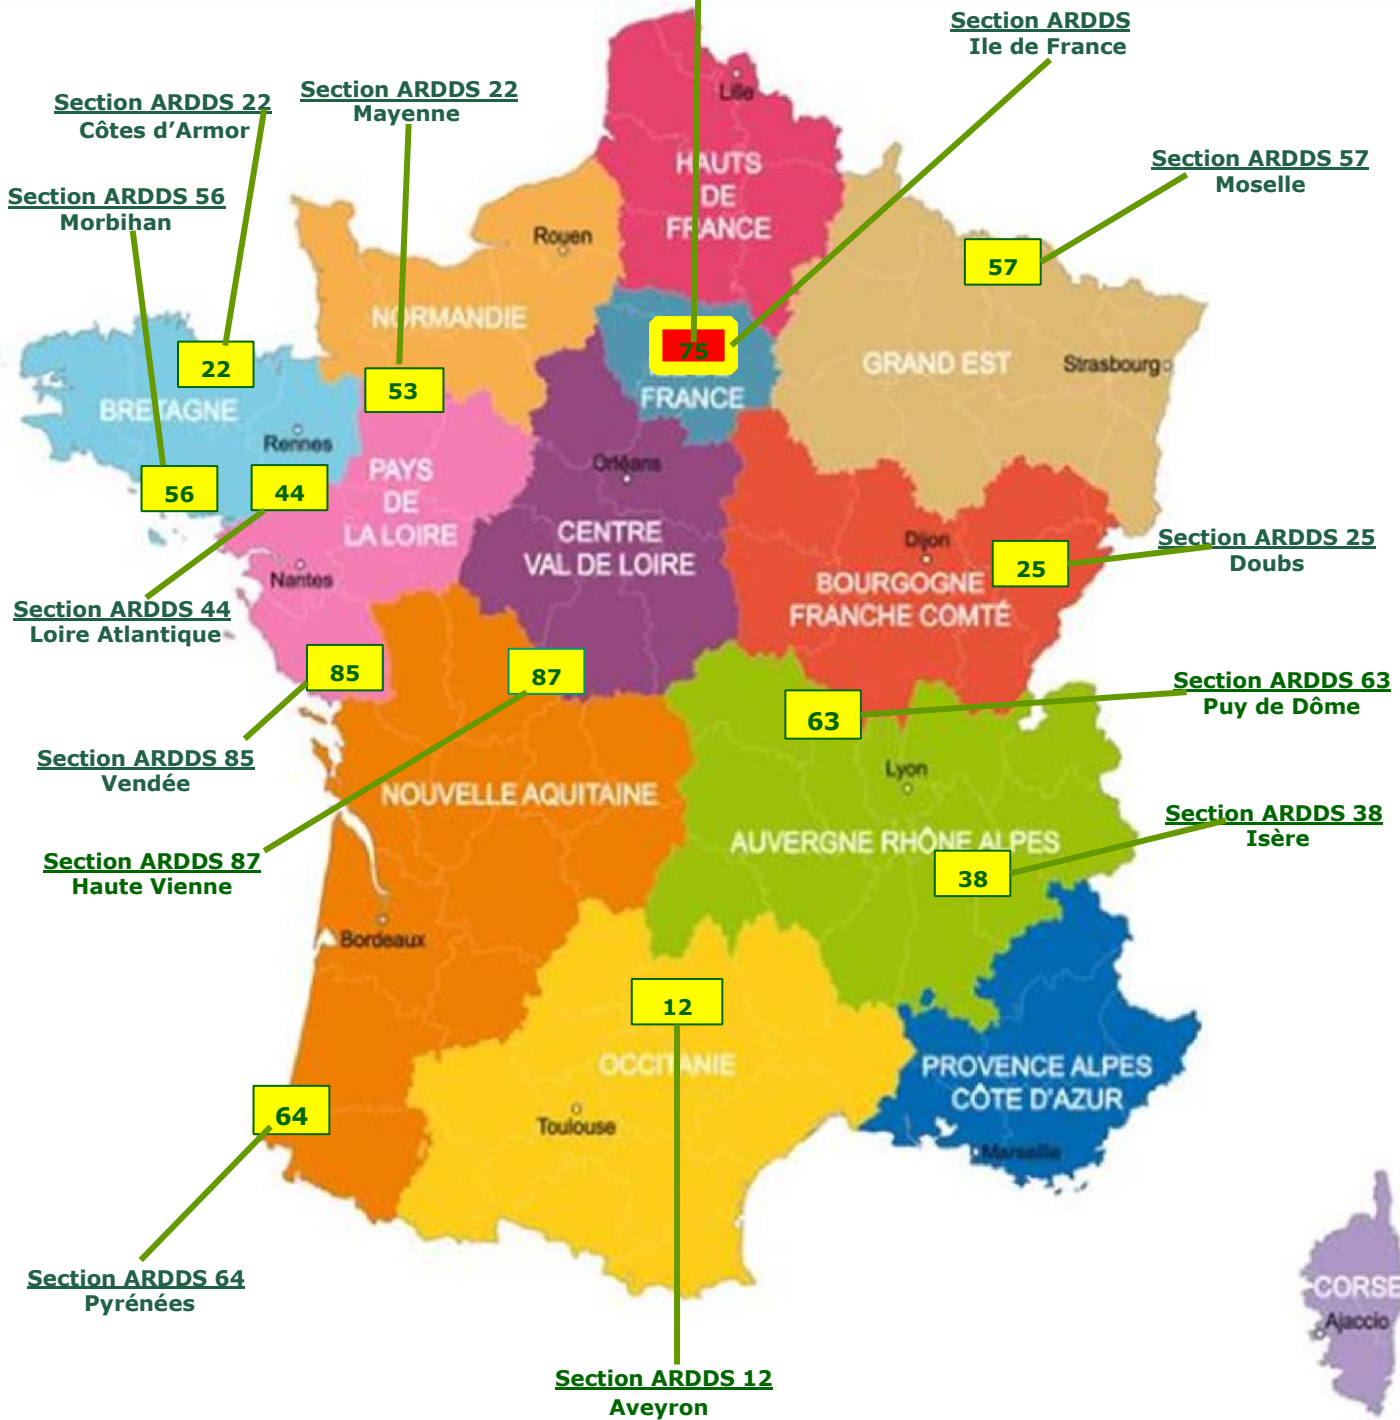 Section ARDDS
Ile de France
Section ARDDS 22
Mayenne
Section ARDDS 22
Côtes d’Armor
Lille
Section ARDDS 57
Moselle
HAUTS
DE
FRANCE
Section ARDDS 56
Morbihan
Rouen
57
NORMANDIE
75
22
GRAND EST
Strasbourg
53
FRANCE
BRETAGNE
Rennes
Orléans
PAYS
DE
LA LOIRE
56
44
CENTRE
VAL DE LOIRE
Dijon
Section ARDDS 25
Doubs
25
Nantes
BOURGOGNE
FRANCHE COMTÉ
Section ARDDS 44
Loire Atlantique
85
87
Section ARDDS 63
Puy de Dôme
63
Section ARDDS 85
Vendée
Lyon
NOUVELLE AQUITAINE
Section ARDDS 38
Isère
AUVERGNE RHÔNE ALPES
Section ARDDS 87
Haute Vienne
38
Bordeaux
12
OCCITANIE
PROVENCE ALPES
CÔTE D'AZUR
64
Toulouse
Marseille
Section ARDDS 64
Pyrénées
CORSE
Ajaccio
Section ARDDS 12
Aveyron